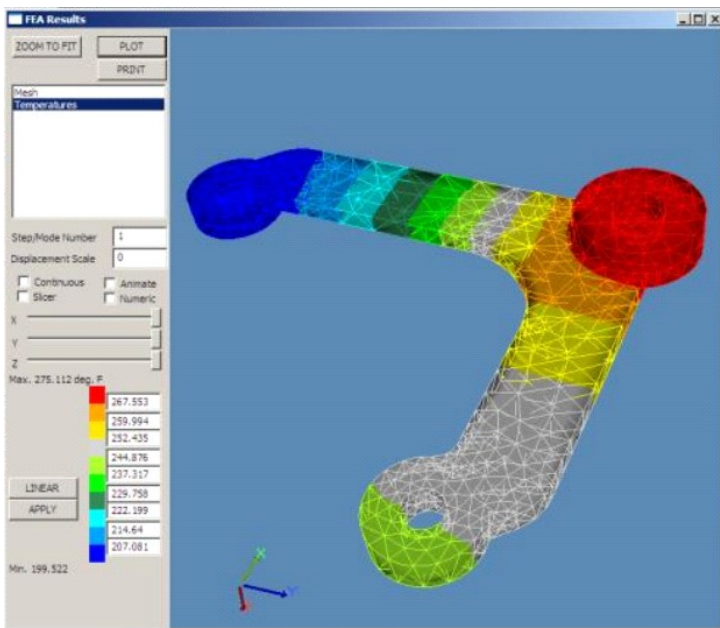 FEA Results
ZOOM TO FIT
PLOT
PRINT
Mesh
Temperatures
Step/Mode Number 1
Displacement Scale 0
Continuous
Animate
Slicer
Numeric
X
Y
Z
Max. 275.112 deg. F
267.553
259.994
252.435
244.876
237.317
229.758
222.199
214.64
207.081
LINEAR
APPLY
Min. 199.522
X
Y